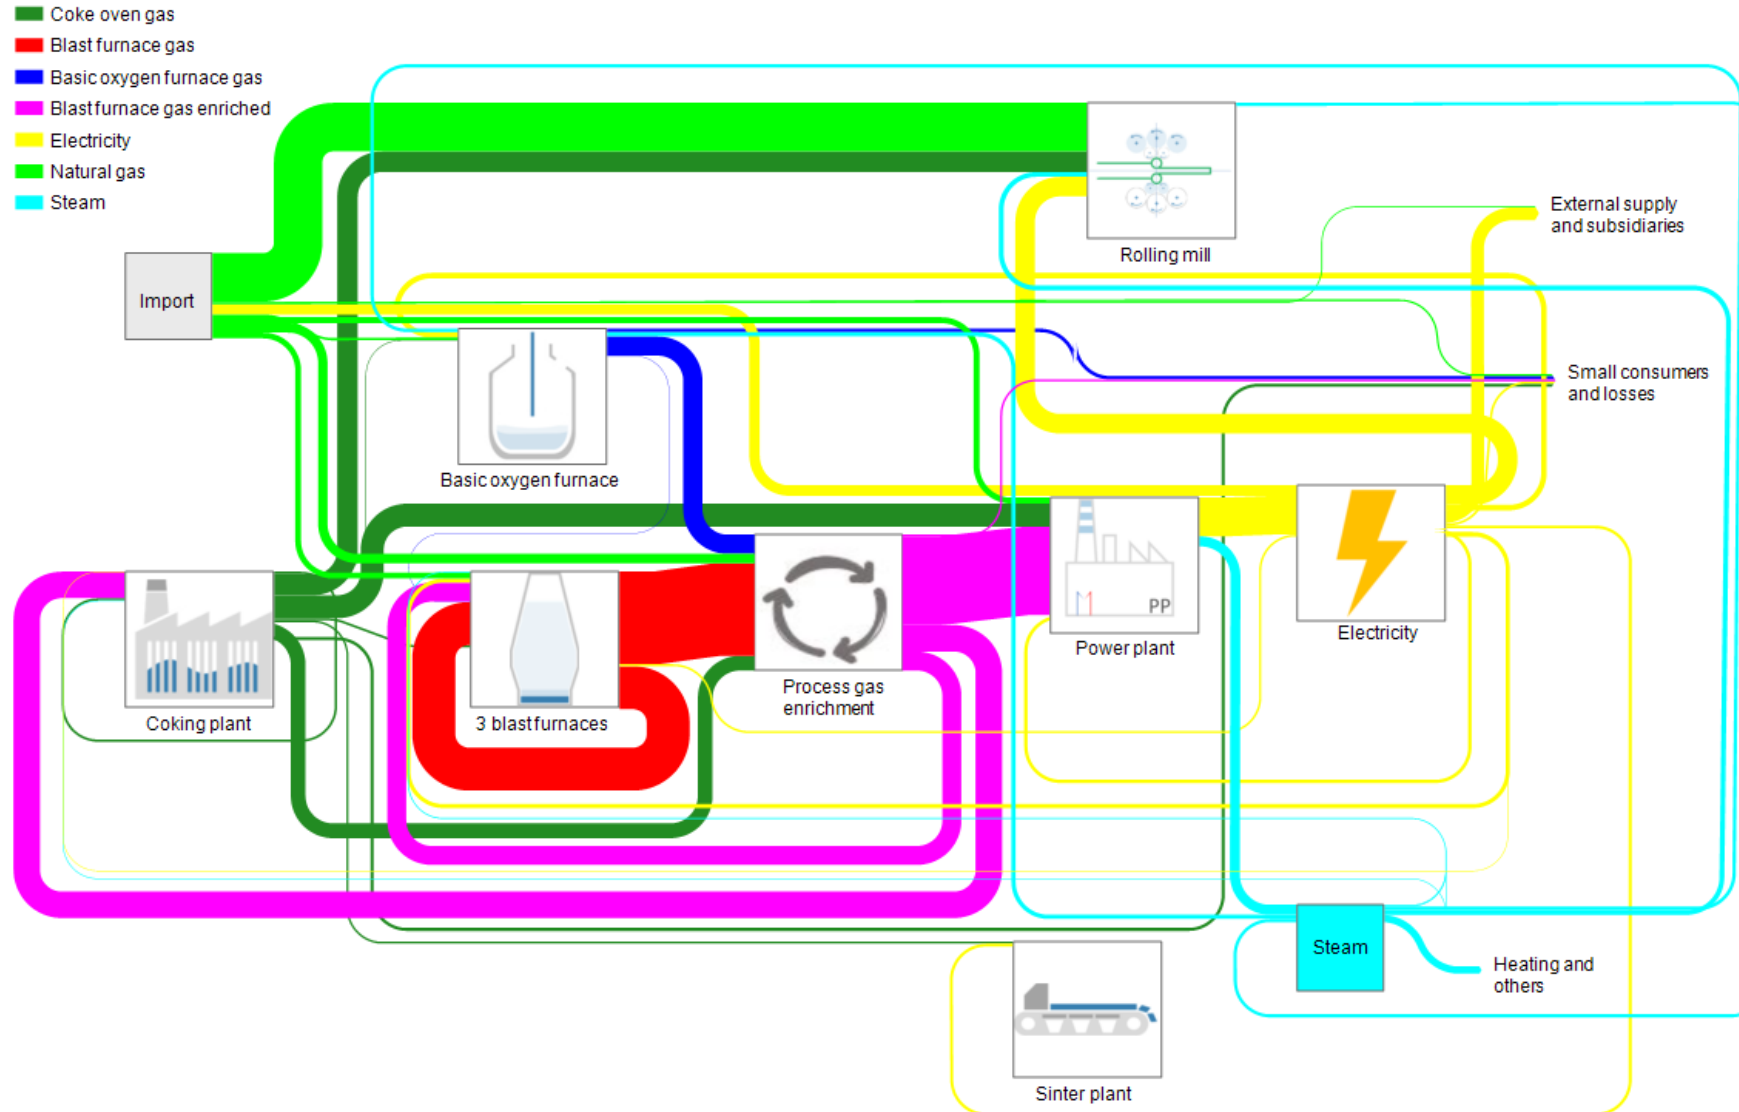 Coke oven gas
Blast furnace gas
Basic oxygen furnace gas
Blast furnace gas enriched
Electricity
Natural gas
Steam
External supply
and subsidiaries
Rolling mill
Import
Small consumers
and losses
Basic oxygen furnace
PP
Electricity
Power plant
Process gas
enrichment
Coking plant
3 blast furnaces
Steam
Heating and
others
Sinter plant